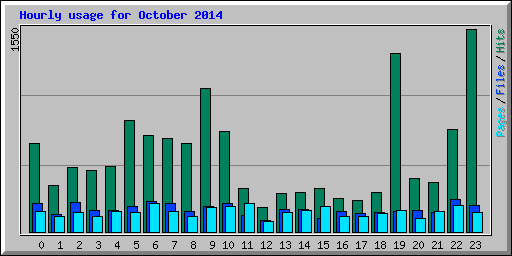 Hourly usage for October 2014
1550
Pages/Files/Hits
0 1 2 3 4 5 6 7 8 9 10 11 12 13 14 15 16 17 18 19 20 21 22 23